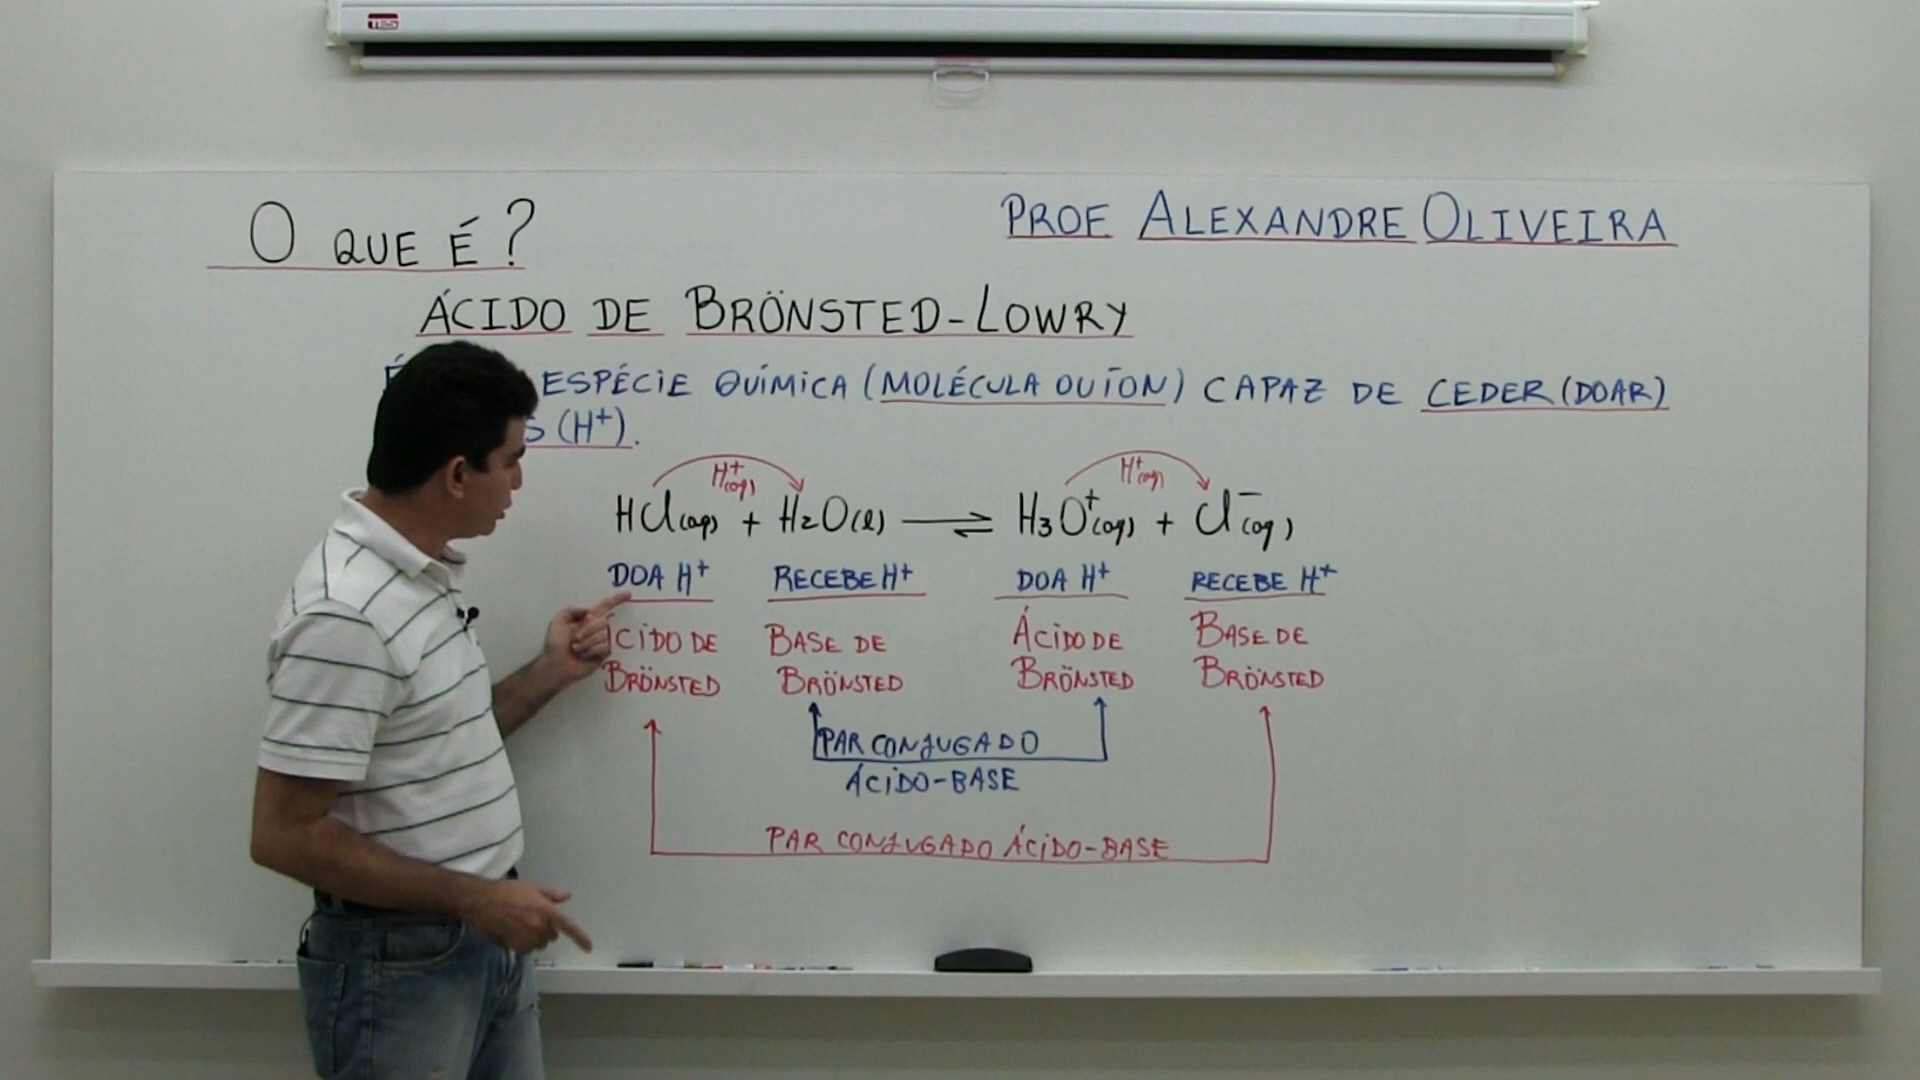 O QUE É?
PROF ALEXANDRE OLIVEIRA
ÁCIDO DE BRÖNSTED-LOWRY
ESPÉCIE QUÍMICA (MOLÉCULA OU ÍON) CAPAZ DE CEDER (DOAR)
S (H+).
H+(aq) H+(aq)
HCl(aq) + H2O(l) ⇌ H3O+(aq) + Cl-(aq)
DOA H+ RECEBE H+ DOA H+ RECEBE H+
ÁCIDO DE BASE DE ÁCIDO DE BASE DE
BRÖNSTED BRÖNSTED BRÖNSTED BRÖNSTED
PAR CONJUGADO
ÁCIDO-BASE
PAR CONJUGADO ÁCIDO-BASE